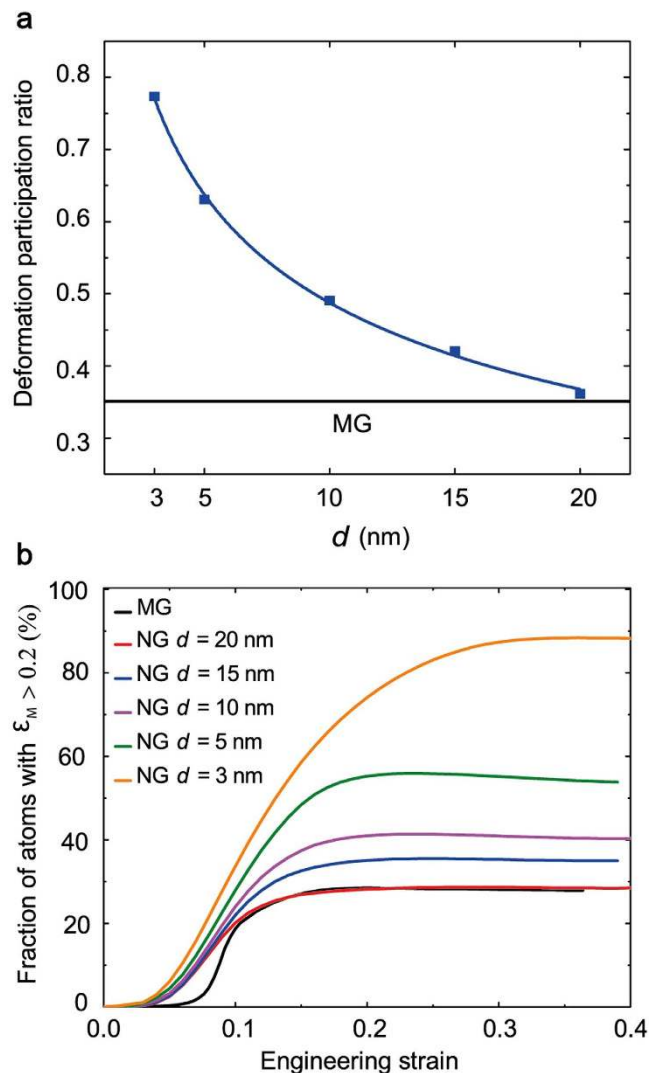 a
Deformation participation ratio
0.8
0.7
0.6
0.5
0.4
0.3
MG
3 5 10 15 20
d (nm)
b
Fraction of atoms with ε_M > 0.2 (%)
100
80
60
40
20
0
MG
NG d = 20 nm
NG d = 15 nm
NG d = 10 nm
NG d = 5 nm
NG d = 3 nm
0.0 0.1 0.2 0.3 0.4
Engineering strain